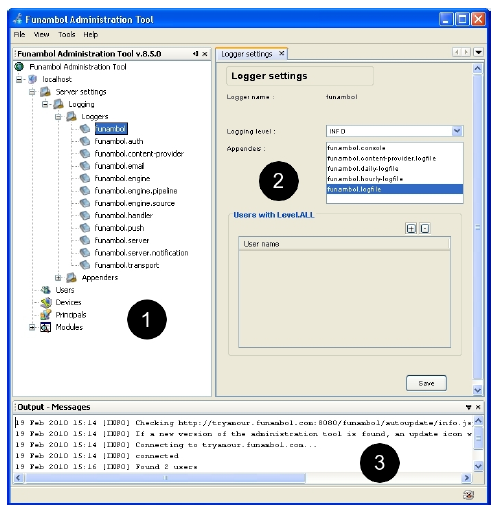 Funambol Administration Tool
File View Tools Help
Funambol Administration Tool v.8.5.0
Funambol Administration Tool
localhost
Server settings
Logging
Loggers
funambol
funambol.auth
funambol.content-provider
funambol.email
funambol.engine
funambol.engine.pipeline
funambol.engine.source
funambol.handler
funambol.push
funambol.server
funambol.server.notification
funambol.transport
Appenders
Users
Devices
Principals
Modules
1
Logger settings
Logger settings
Logger name : funambol
Logging level : INFO
Appenders :
funambol.console
funambol.content-provider.logfile
funambol.daily-logfile
funambol.hourly-logfile
funambol.logfile
2
Users with Level.ALL
User name
Save
Output - Messages
19 Feb 2010 15:14 [INFO] Checking http://tryamour.funambol.com:8080/funambol/autoupdate/info.js
19 Feb 2010 15:14 [INFO] If a new version of the administration tool is found, an update icon w
19 Feb 2010 15:14 [INFO] Connecting to tryamour.funambol.com...
19 Feb 2010 15:14 [INFO] connected
19 Feb 2010 15:16 [INFO] Found 2 users
3